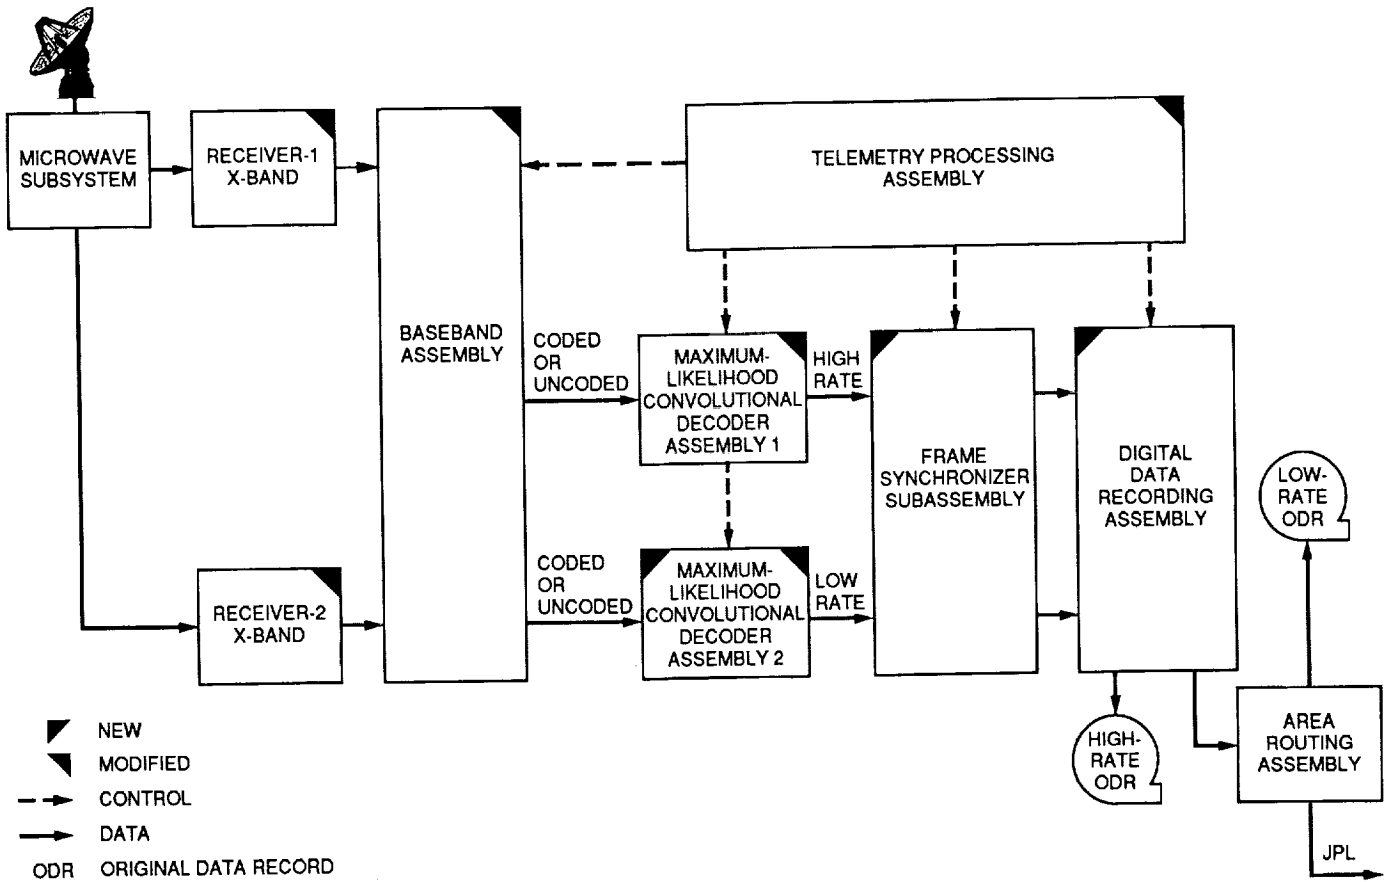 MICROWAVE
SUBSYSTEM
RECEIVER-1
X-BAND
TELEMETRY PROCESSING
ASSEMBLY
BASEBAND
ASSEMBLY
CODED
OR
UNCODED
MAXIMUM-
LIKELIHOOD
CONVOLUTIONAL
DECODER
ASSEMBLY 1
HIGH
RATE
FRAME
SYNCHRONIZER
SUBASSEMBLY
DIGITAL
DATA
RECORDING
ASSEMBLY
LOW-
RATE
ODR
RECEIVER-2
X-BAND
CODED
OR
UNCODED
MAXIMUM-
LIKELIHOOD
CONVOLUTIONAL
DECODER
ASSEMBLY 2
LOW
RATE
HIGH-
RATE
ODR
AREA
ROUTING
ASSEMBLY
JPL
NEW
MODIFIED
CONTROL
DATA
ODR ORIGINAL DATA RECORD